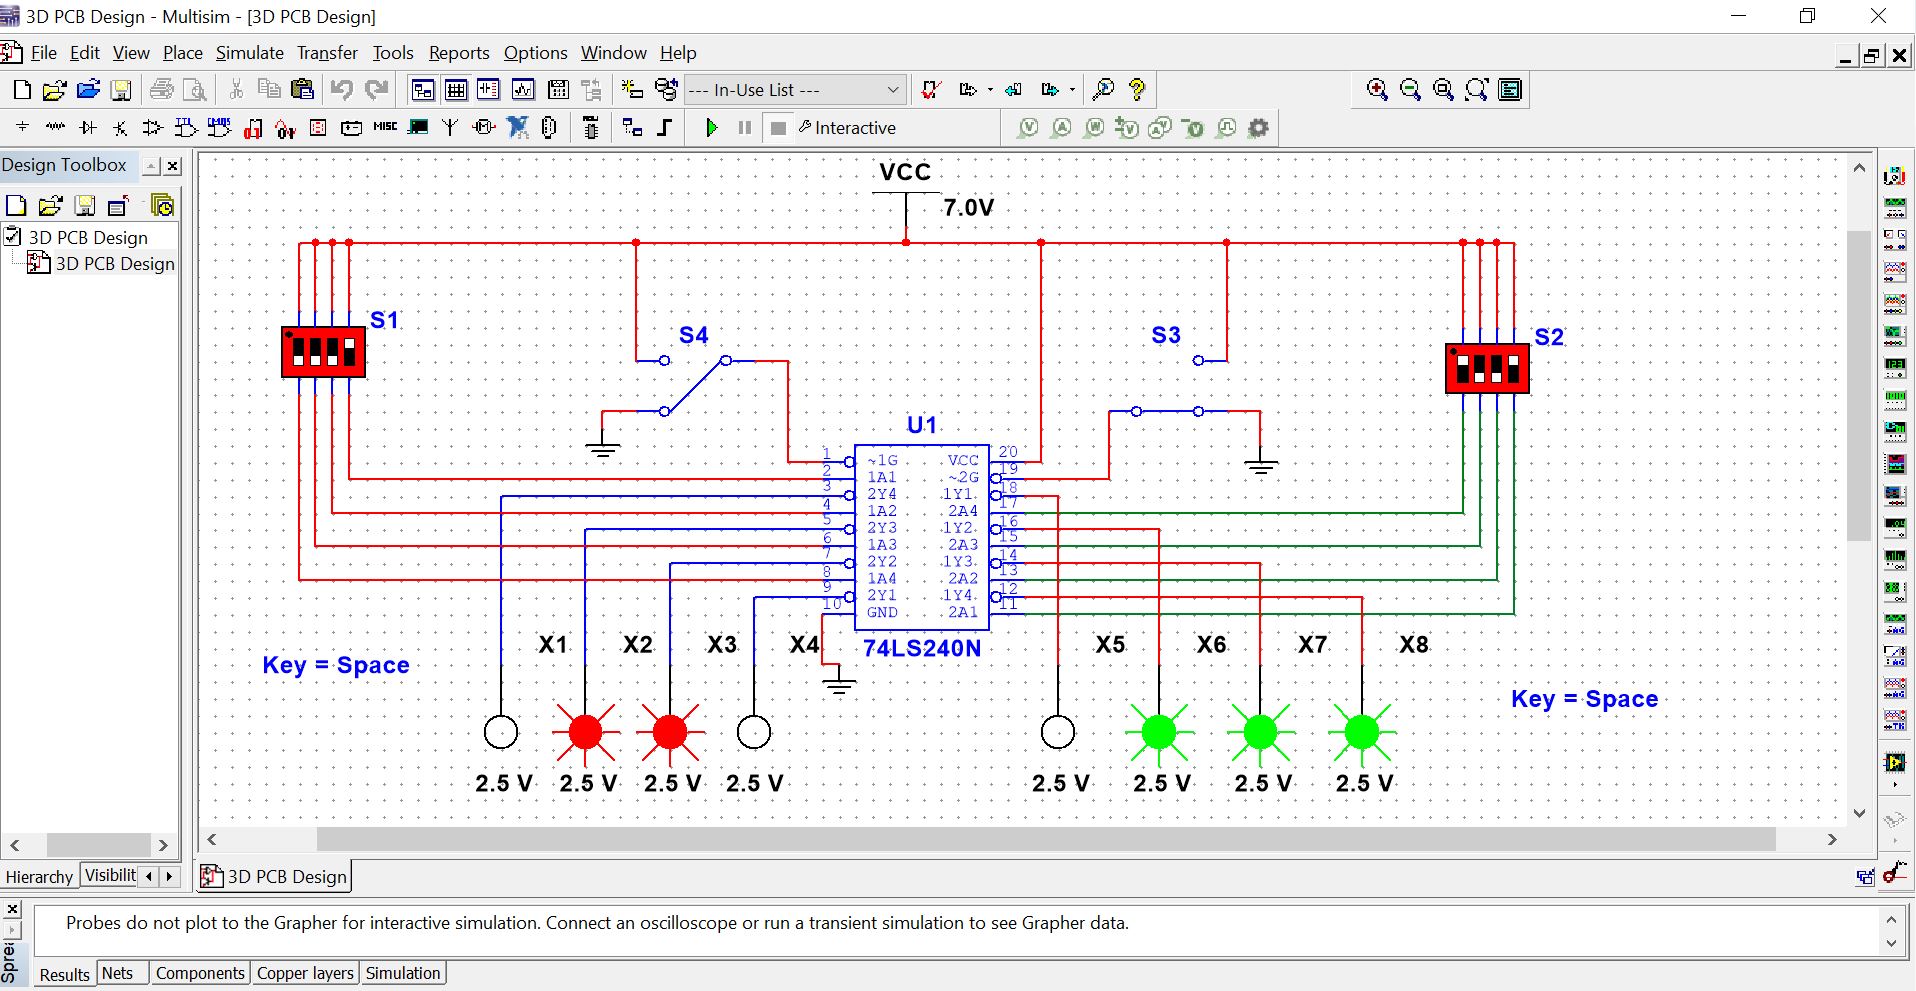 3D PCB Design - Multisim - [3D PCB Design]
File Edit View Place Simulate Transfer Tools Reports Options Window Help
--- In-Use List ---
MISC Interactive
Design Toolbox
3D PCB Design
3D PCB Design
VCC
7.0V
S1
S4
S3
S2
U1
1 ~1G VCC 20
2 1A1 ~2G 19
3 2Y4 1Y1 18
4 1A2 2A4 17
5 2Y3 1Y2 16
6 1A3 2A3 15
7 2Y2 1Y3 14
8 1A4 2A2 13
9 2Y1 1Y4 12
10 GND 2A1 11
74LS240N
X1 X2 X3 X4 X5 X6 X7 X8
Key = Space
Key = Space
2.5 V 2.5 V 2.5 V 2.5 V 2.5 V 2.5 V 2.5 V 2.5 V
Hierarchy Visibilit
3D PCB Design
Probes do not plot to the Grapher for interactive simulation. Connect an oscilloscope or run a transient simulation to see Grapher data.
Spre
Results Nets Components Copper layers Simulation